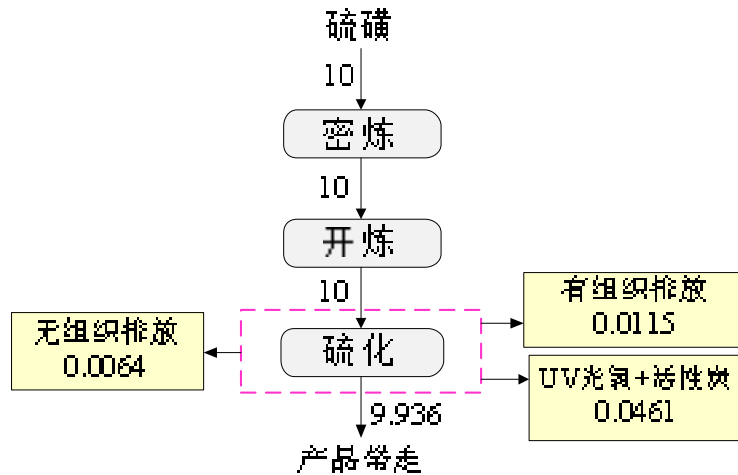 硫磺
10
密炼
10
开炼
10
有组织排放
0.0115
无组织排放
0.0064
硫化
UV光氧+活性炭
0.0461
9.936
产品带走